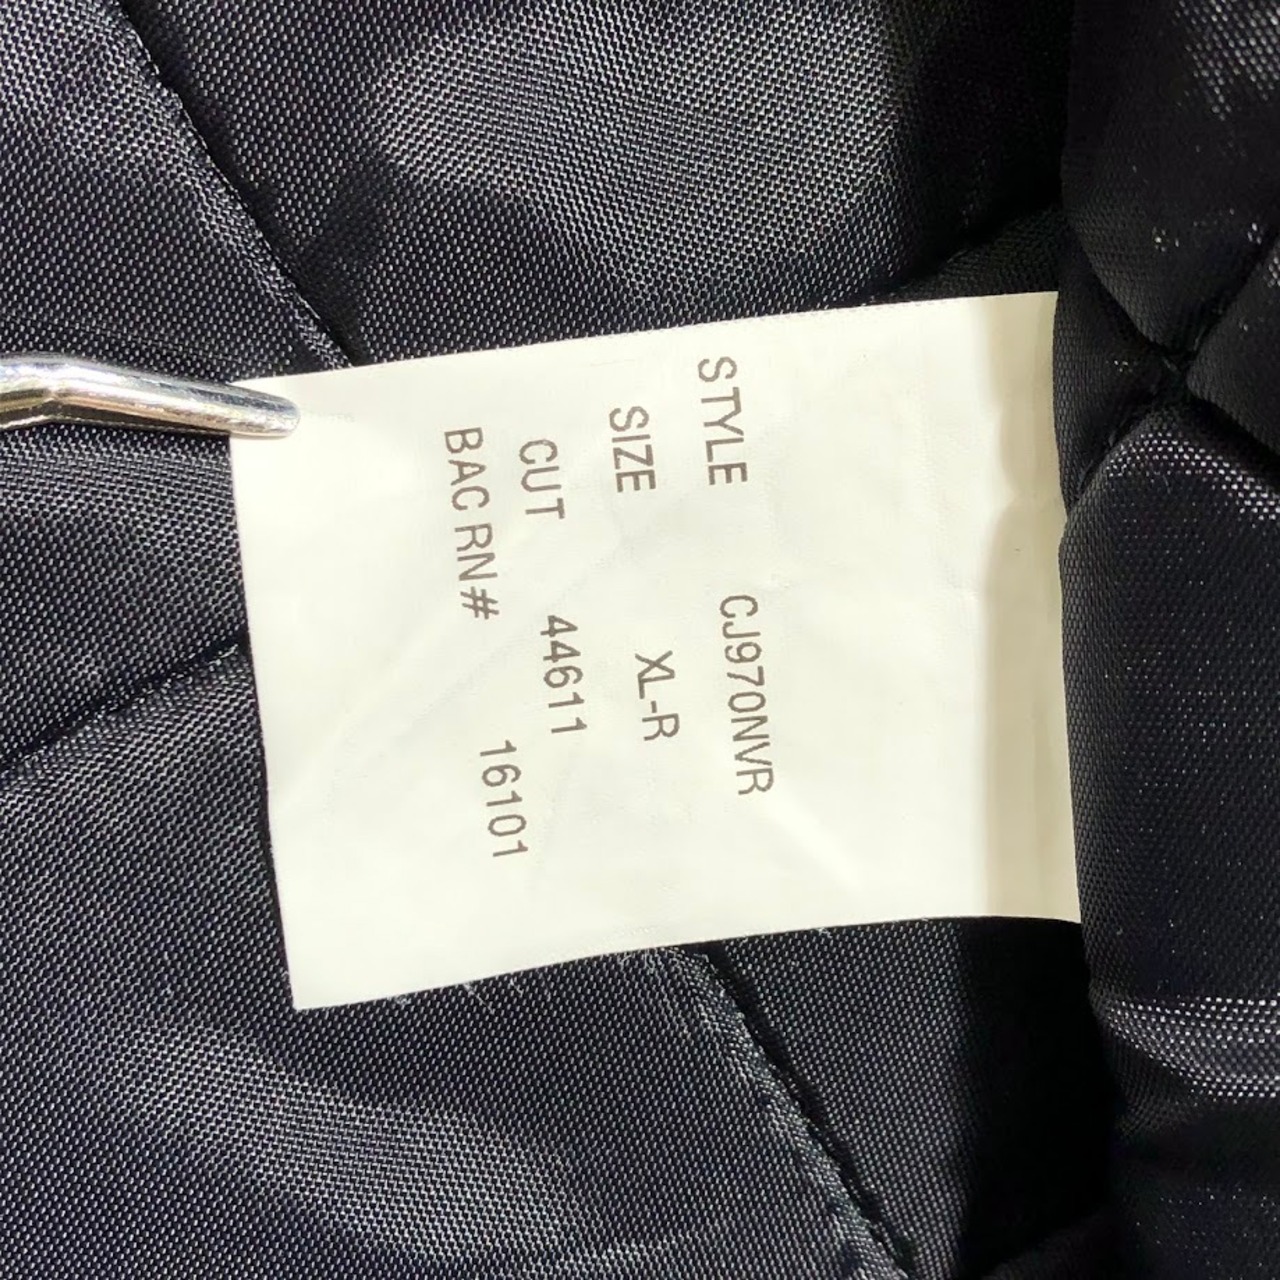 STYLE CJ970NVR
SIZE XL-R
CUT 44611
BAC RN# 16101